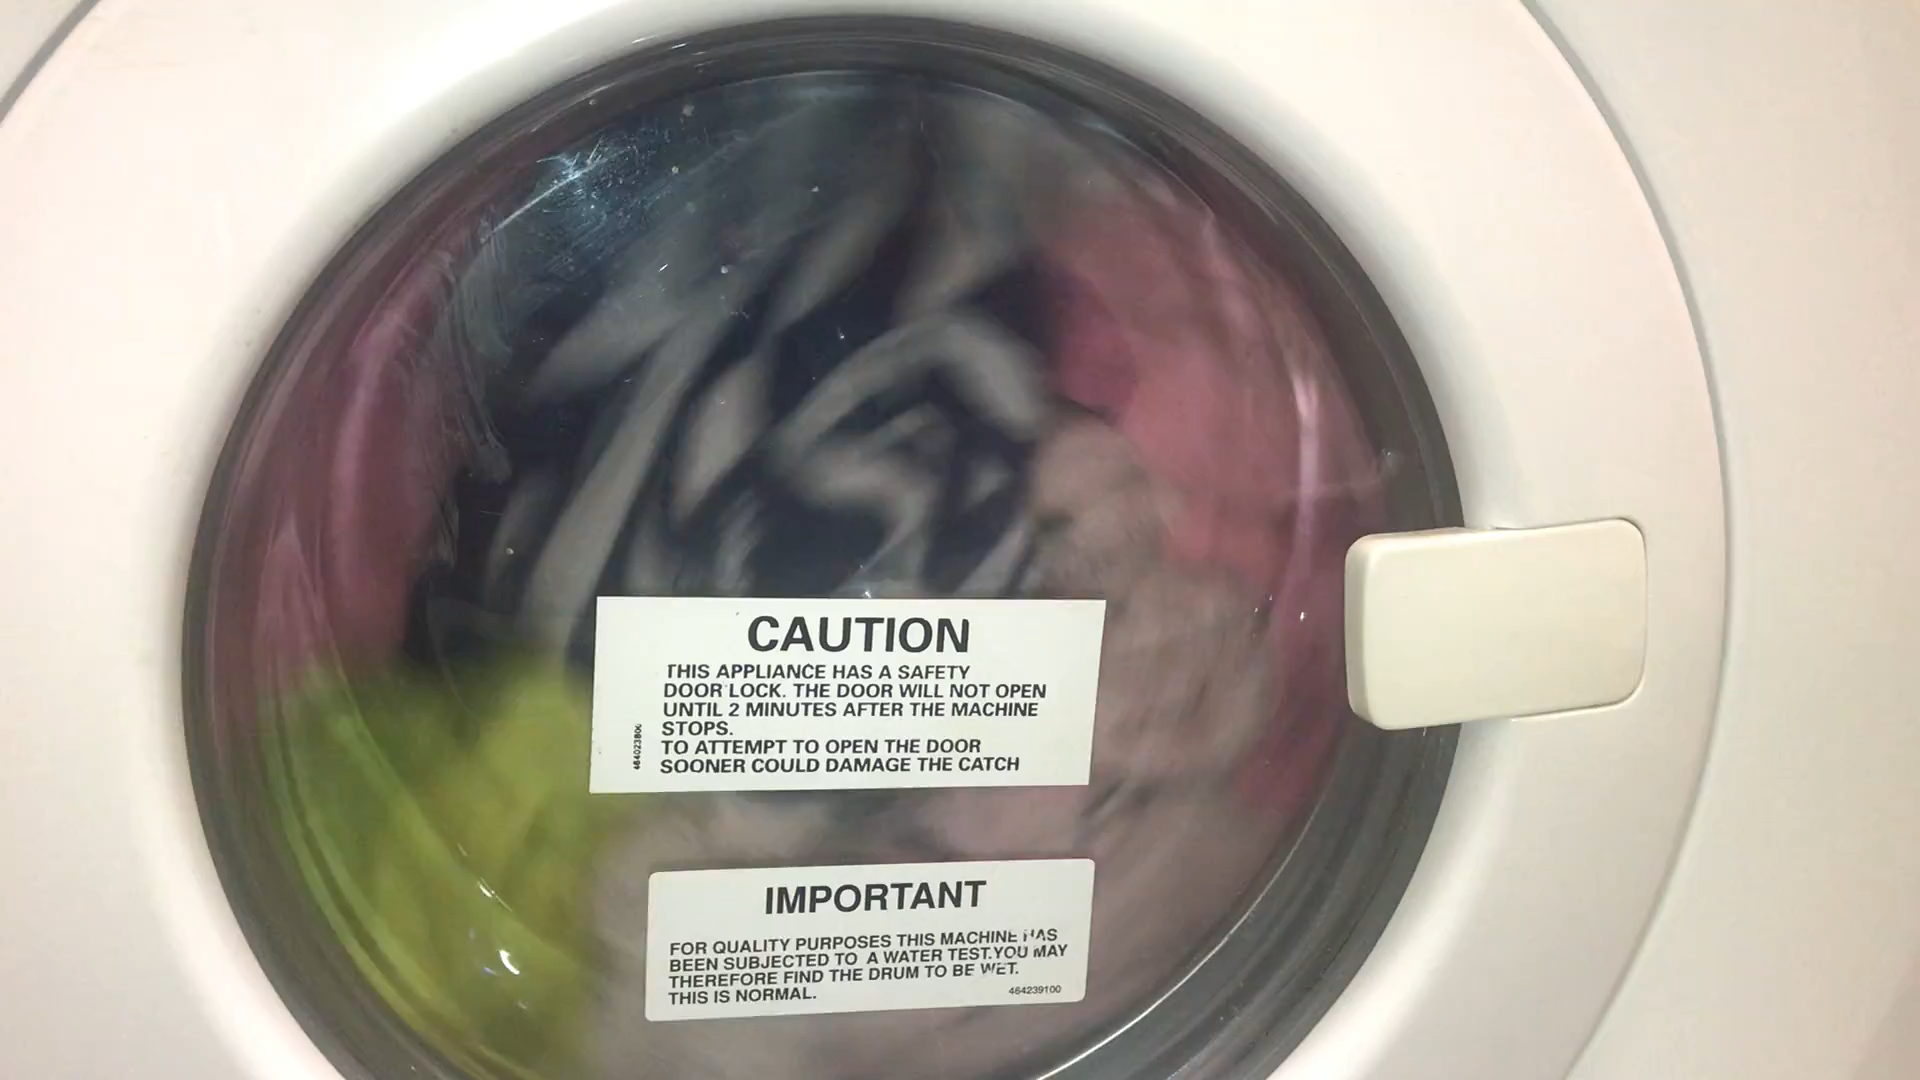 CAUTION
THIS APPLIANCE HAS A SAFETY
DOOR LOCK. THE DOOR WILL NOT OPEN
UNTIL 2 MINUTES AFTER THE MACHINE
STOPS.
TO ATTEMPT TO OPEN THE DOOR
SOONER COULD DAMAGE THE CATCH
464023800
IMPORTANT
FOR QUALITY PURPOSES THIS MACHINE HAS
BEEN SUBJECTED TO A WATER TEST.YOU MAY
THEREFORE FIND THE DRUM TO BE WET.
THIS IS NORMAL.
464239100